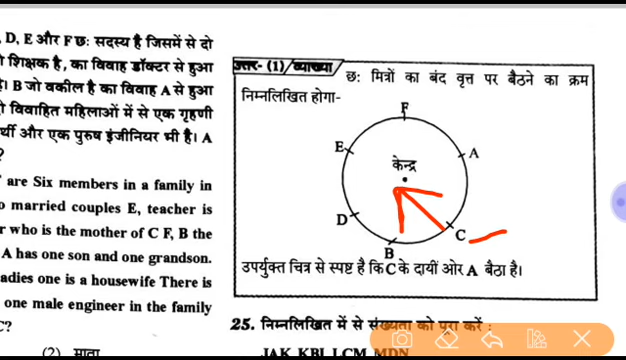 D, E और F छः सदस्य है जिसमें से दो
शिक्षक है, का विवाह डॉक्टर से हुआ
B जो वकील है का विवाह A से हुआ
विवाहित महिलाओं में से एक गृहणी
और एक पुरुष इंजीनियर भी है। A
?
are Six members in a family in
married couples E, teacher is
who is the mother of C F, B the
A has one son and one grandson.
adies one is a housewife There is
one male engineer in the family
C?
(2) माता
उत्तर- (1) व्याख्या
छः मित्रों का बंद वृत्त पर बैठने का क्रम
निम्नलिखित होगा-
F
E
A
केन्द्र
D
C
B
उपर्युक्त चित्र से स्पष्ट है कि C के दायीं ओर A बैठा है।
25. निम्नलिखित में से संख्यता को पूरा करें :
JAK, KBL, LCM, MDN,